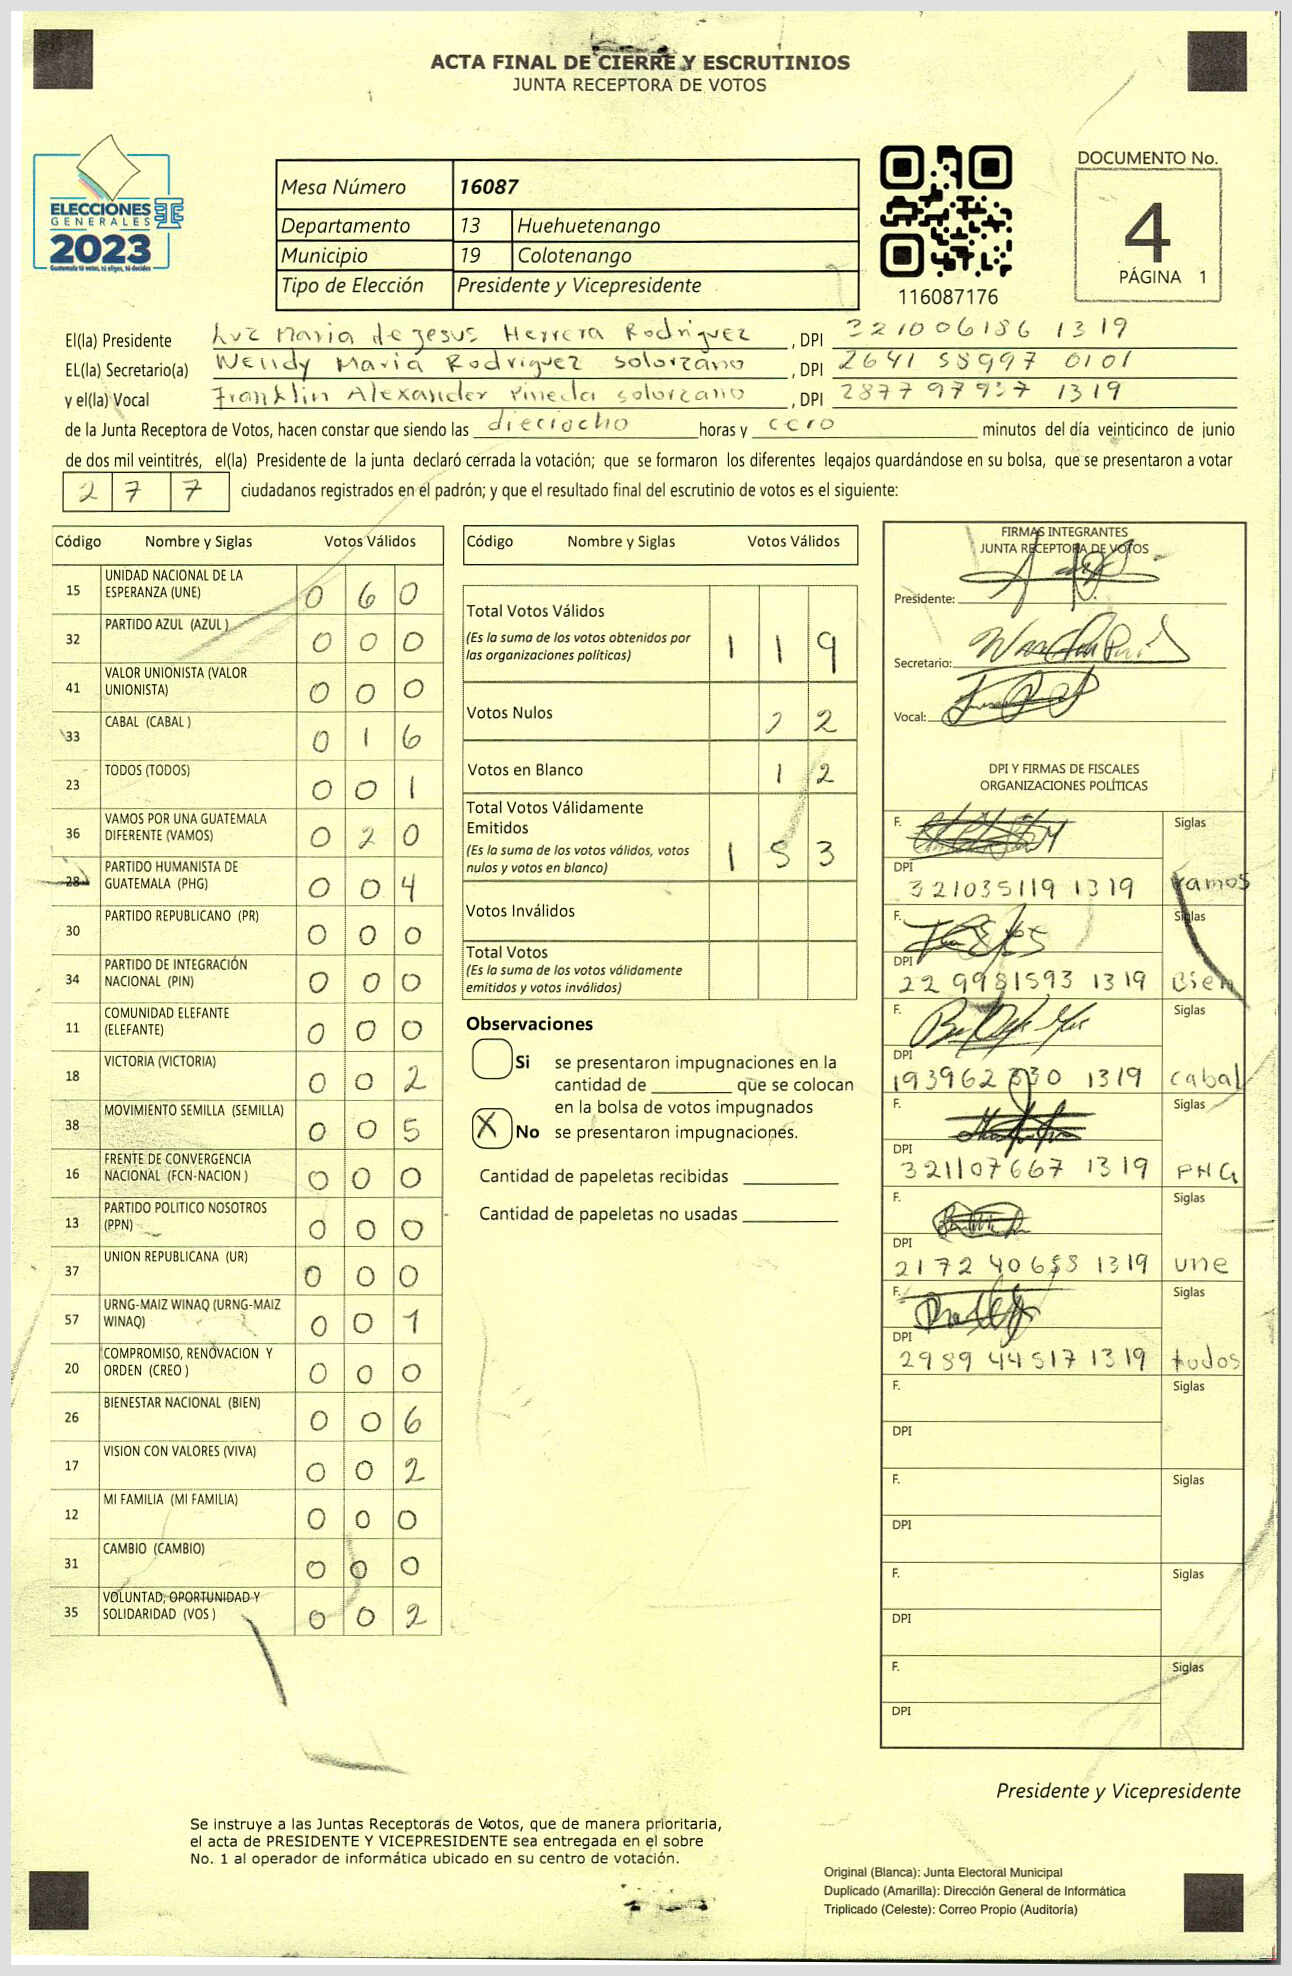 ACTA FINAL DE CIERRE Y ESCRUTINIOS
JUNTA RECEPTORA DE VOTOS
ELECCIONES
GENERALES
2023
Guatemala tú votas, tú eliges, tú decides
Mesa Número 16087
Departamento 13 Huehuetenango
Municipio 19 Colotenango
Tipo de Elección Presidente y Vicepresidente
116087176
DOCUMENTO No.
4
PÁGINA 1
El(la) Presidente Luz Maria de Jesus Herrera Rodriguez, DPI 321006186 1319
EL(la) Secretario(a) Wendy Maria Rodriguez Solorzano, DPI 2641 58997 0101
y el(la) Vocal Franklin Alexander Pineda Solorzano, DPI 2877 97937 1319
de la Junta Receptora de Votos, hacen constar que siendo las dieciocho horas y cero minutos del día veinticinco de junio
de dos mil veintitrés, el(la) Presidente de la junta declaró cerrada la votación; que se formaron los diferentes legajos guardándose en su bolsa, que se presentaron a votar
2 7 7 ciudadanos registrados en el padrón; y que el resultado final del escrutinio de votos es el siguiente:
Código Nombre y Siglas Votos Válidos
15 UNIDAD NACIONAL DE LA ESPERANZA (UNE) 0 6 0
32 PARTIDO AZUL (AZUL) 0 0 0
41 VALOR UNIONISTA (VALOR UNIONISTA) 0 0 0
33 CABAL (CABAL ) 0 1 6
23 TODOS (TODOS) 0 0 1
36 VAMOS POR UNA GUATEMALA DIFERENTE (VAMOS) 0 2 0
28 PARTIDO HUMANISTA DE GUATEMALA (PHG) 0 0 4
30 PARTIDO REPUBLICANO (PR) 0 0 0
34 PARTIDO DE INTEGRACIÓN NACIONAL (PIN) 0 0 0
11 COMUNIDAD ELEFANTE (ELEFANTE) 0 0 0
18 VICTORIA (VICTORIA) 0 0 2
38 MOVIMIENTO SEMILLA (SEMILLA) 0 0 5
16 FRENTE DE CONVERGENCIA NACIONAL (FCN-NACION ) 0 0 0
13 PARTIDO POLITICO NOSOTROS (PPN) 0 0 0
37 UNION REPUBLICANA (UR) 0 0 0
57 URNG-MAIZ WINAQ (URNG-MAIZ WINAQ) 0 0 1
20 COMPROMISO, RENOVACION Y ORDEN (CREO ) 0 0 0
26 BIENESTAR NACIONAL (BIEN) 0 0 6
17 VISION CON VALORES (VIVA) 0 0 2
12 MI FAMILIA (MI FAMILIA) 0 0 0
31 CAMBIO (CAMBIO) 0 0 0
35 VOLUNTAD, OPORTUNIDAD Y SOLIDARIDAD (VOS ) 0 0 2
Código Nombre y Siglas Votos Válidos
Total Votos Válidos 1 1 9
(Es la suma de los votos obtenidos por
las organizaciones políticas)
Votos Nulos 2 2
Votos en Blanco 1 2
Total Votos Válidamente
Emitidos 1 5 3
(Es la suma de los votos válidos, votos
nulos y votos en blanco)
Votos Inválidos
Total Votos
(Es la suma de los votos válidamente
emitidos y votos inválidos)
Observaciones
Si se presentaron impugnaciones en la
cantidad de ________ que se colocan
en la bolsa de votos impugnados
X No se presentaron impugnaciones.
Cantidad de papeletas recibidas
Cantidad de papeletas no usadas
FIRMAS INTEGRANTES
JUNTA RECEPTORA DE VOTOS
Presidente:
Secretario:
Vocal:
DPI Y FIRMAS DE FISCALES
ORGANIZACIONES POLÍTICAS
F. Siglas
DPI 321035119 1319 vamos
F. Siglas
DPI 22 9981593 1319 Bien
F. Siglas
DPI 193962 330 1319 cabal
F. Siglas
DPI 321107667 1319 PHG
F. Siglas
DPI 2172 40658 1319 une
F. Siglas
DPI 2989 44517 1319 todos
F. Siglas
DPI
F. Siglas
DPI
F. Siglas
DPI
F. Siglas
DPI
Presidente y Vicepresidente
Se instruye a las Juntas Receptoras de Votos, que de manera prioritaria,
el acta de PRESIDENTE Y VICEPRESIDENTE sea entregada en el sobre
No. 1 al operador de informática ubicado en su centro de votación.
Original (Blanca): Junta Electoral Municipal
Duplicado (Amarilla): Dirección General de Informática
Triplicado (Celeste): Correo Propio (Auditoría)